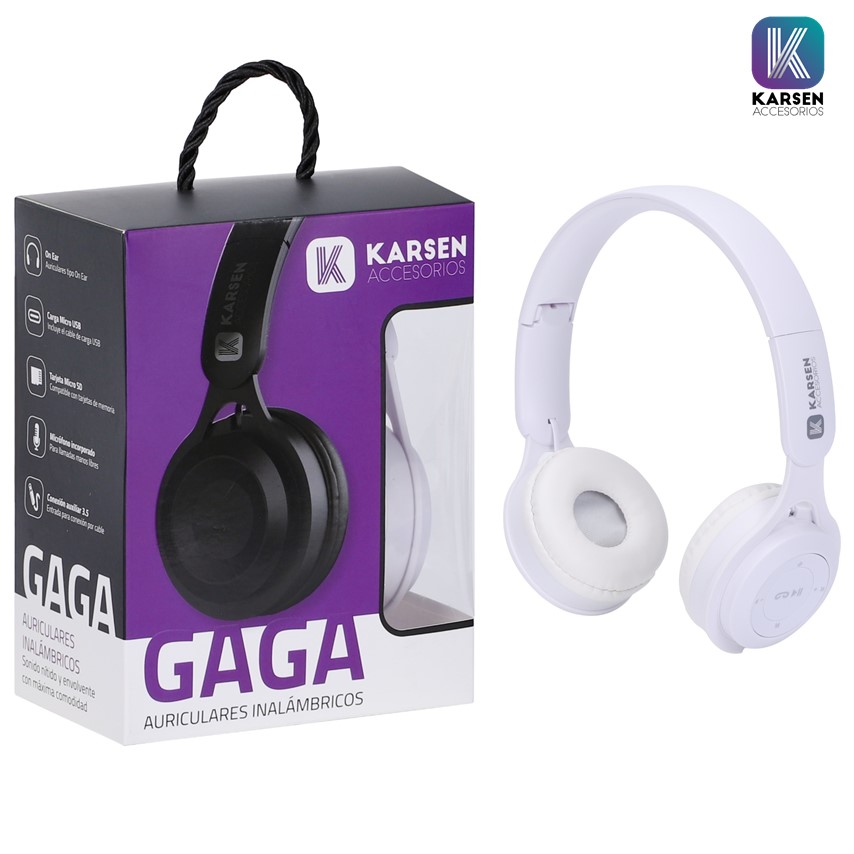 KARSEN
ACCESORIOS
On Ear
Auriculares tipo On Ear
Carga Micro USB
Incluye el cable de carga USB
Tarjeta Micro SD
Compatible con tarjetas de memoria
Micrófono incorporado
Para llamadas manos libres
Conexión auxiliar 3.5
Entrada para conexión por cable
GAGA
AURICULARES
INALÁMBRICOS
Sonido nítido y envolvente
con máxima comodidad
KARSEN
KARSEN
ACCESORIOS
GAGA
AURICULARES INALÁMBRICOS
KARSEN
ACCESORIOS